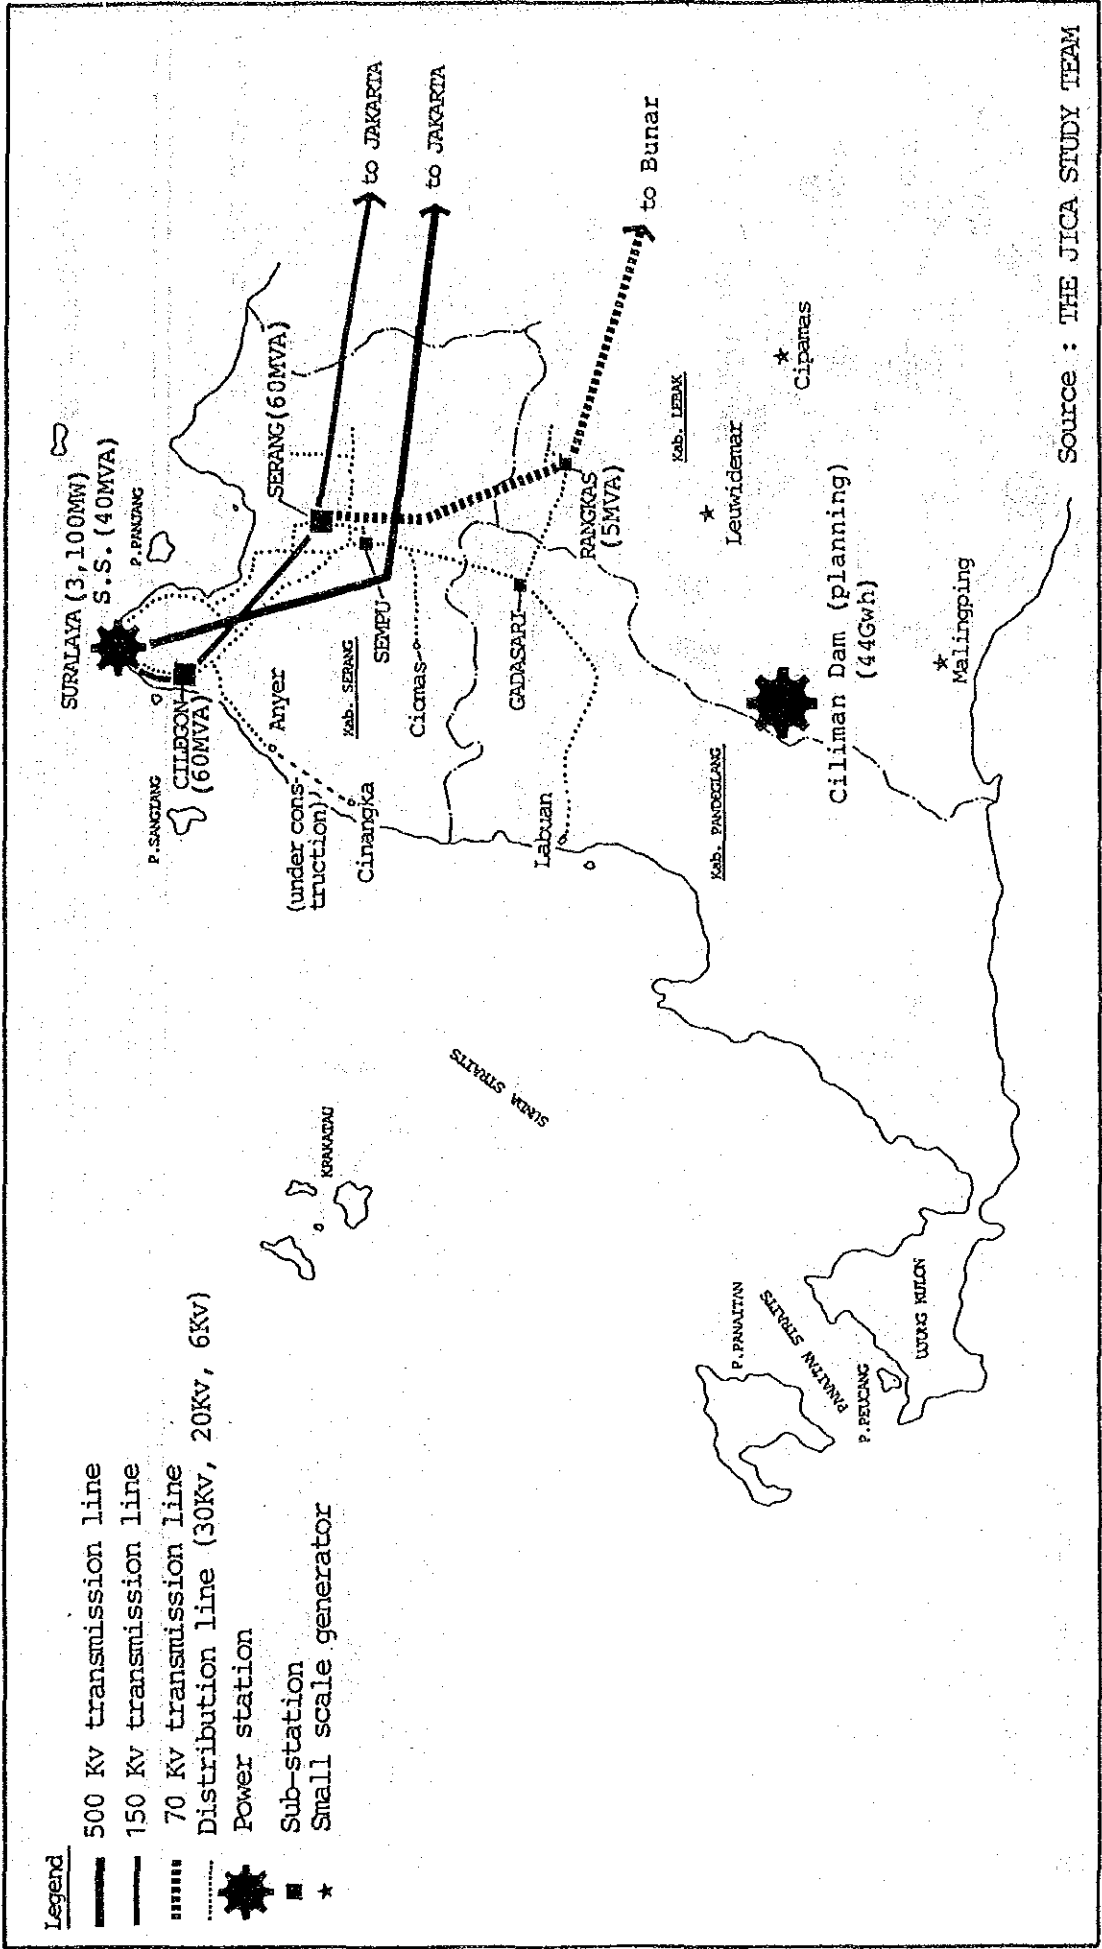 Legend
500 Kv transmission line
150 Kv transmission line
70 Kv transmission line
Distribution line (30Kv, 20Kv, 6Kv)
Power station
Sub-station
Small scale generator
SURALAYA (3,100MW)
S.S. (40MVA)
P.PANJANG
P.SANGIANG
CILEGON
(60MVA)
SERANG (60MVA)
to JAKARTA
to JAKARTA
Anyer
(under cons-
truction)
Cinangka
Kab. SERANG
SEMPU
Ciomas
KRAKATAU
SUNDA STRAITS
Labuan
GADASARI
RANGKAS
(5MVA)
to Bunar
Kab. LEBAK
Kab. PANDEGLANG
Leuwidemar
Cipamas
Ciliman Dam (planning)
(44Gwh)
Malingping
P.PANAITAN
PANAITAN STRAITS
P.PEUCANG
UJUNG KULON
Source : THE JICA STUDY TEAM